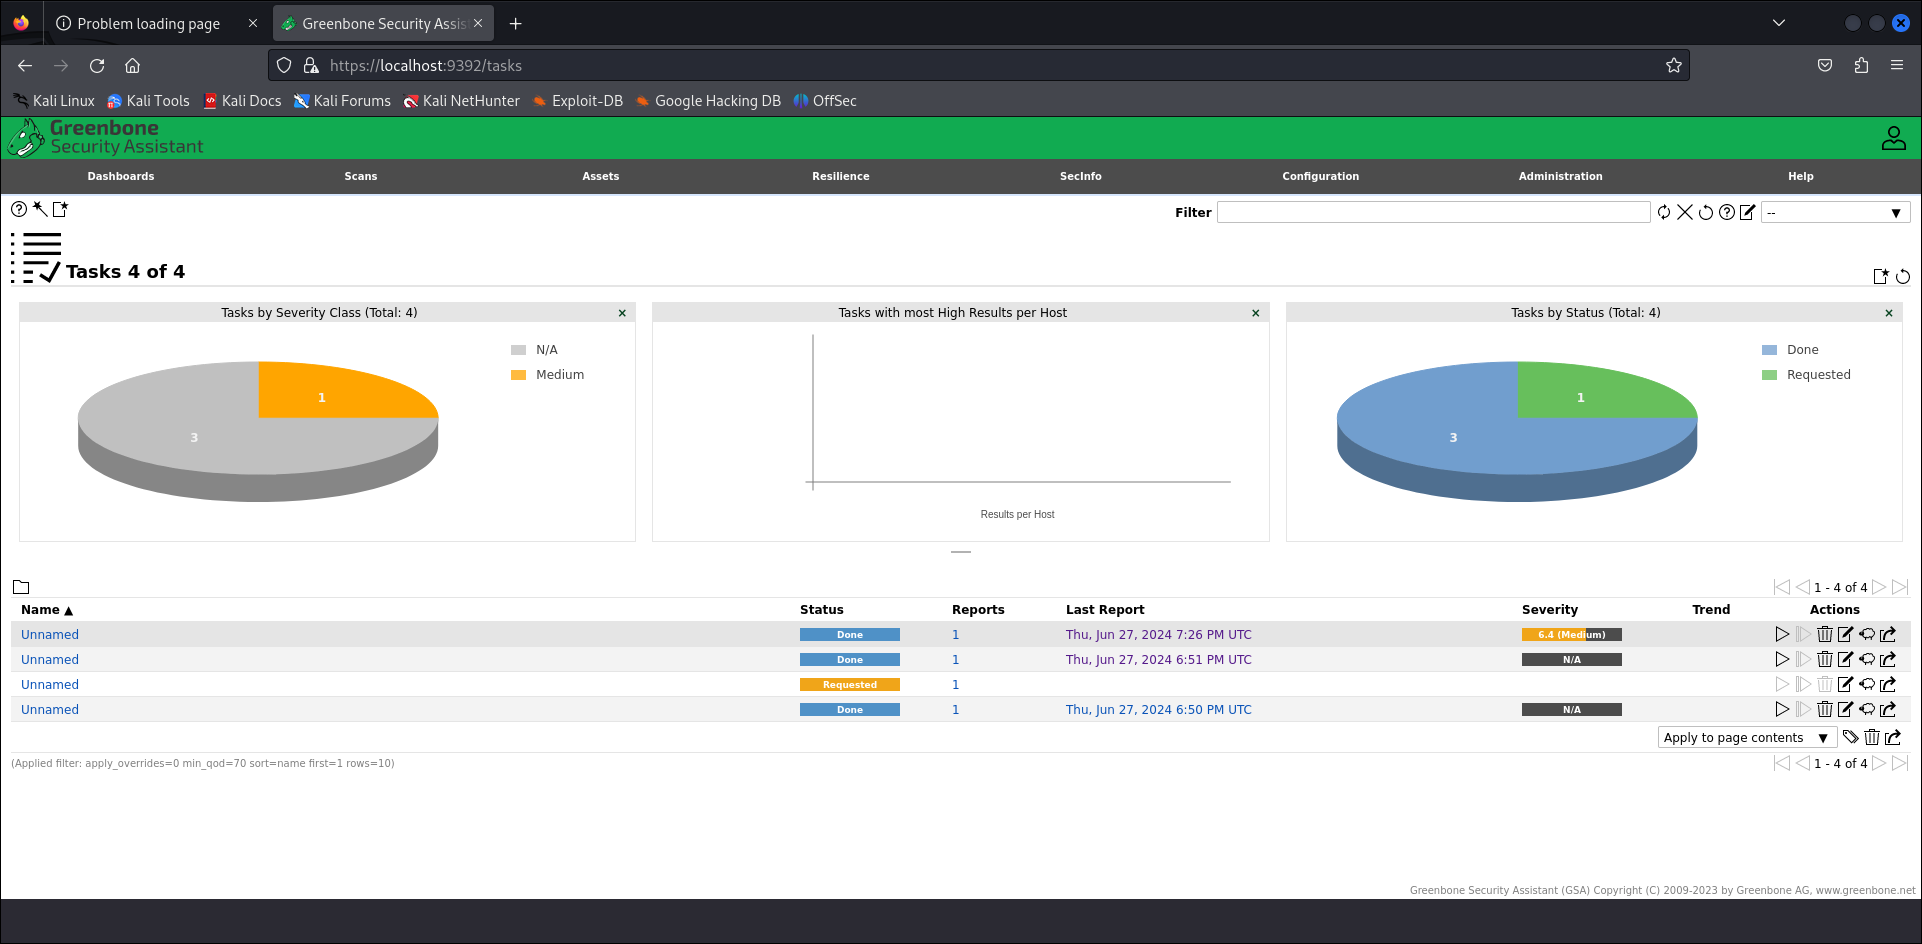 Problem loading page
Greenbone Security Assis
https://localhost:9392/tasks
Kali Linux Kali Tools Kali Docs Kali Forums Kali NetHunter Exploit-DB Google Hacking DB OffSec
Greenbone
Security Assistant
Dashboards Scans Assets Resilience SecInfo Configuration Administration Help
Filter --
Tasks 4 of 4
Tasks by Severity Class (Total: 4)
N/A
Medium
1
3
Tasks with most High Results per Host
Results per Host
Tasks by Status (Total: 4)
Done
Requested
1
3
1 - 4 of 4
Name ▲ Status Reports Last Report Severity Trend Actions
Unnamed Done 1 Thu, Jun 27, 2024 7:26 PM UTC 6.4 (Medium)
Unnamed Done 1 Thu, Jun 27, 2024 6:51 PM UTC N/A
Unnamed Requested 1
Unnamed Done 1 Thu, Jun 27, 2024 6:50 PM UTC N/A
Apply to page contents ▼
(Applied filter: apply_overrides=0 min_qod=70 sort=name first=1 rows=10) 1 - 4 of 4
Greenbone Security Assistant (GSA) Copyright (C) 2009-2023 by Greenbone AG, www.greenbone.net